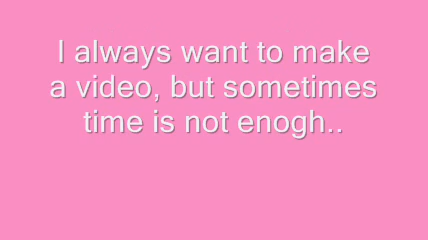 I always want to make
a video, but sometimes
time is not enogh..